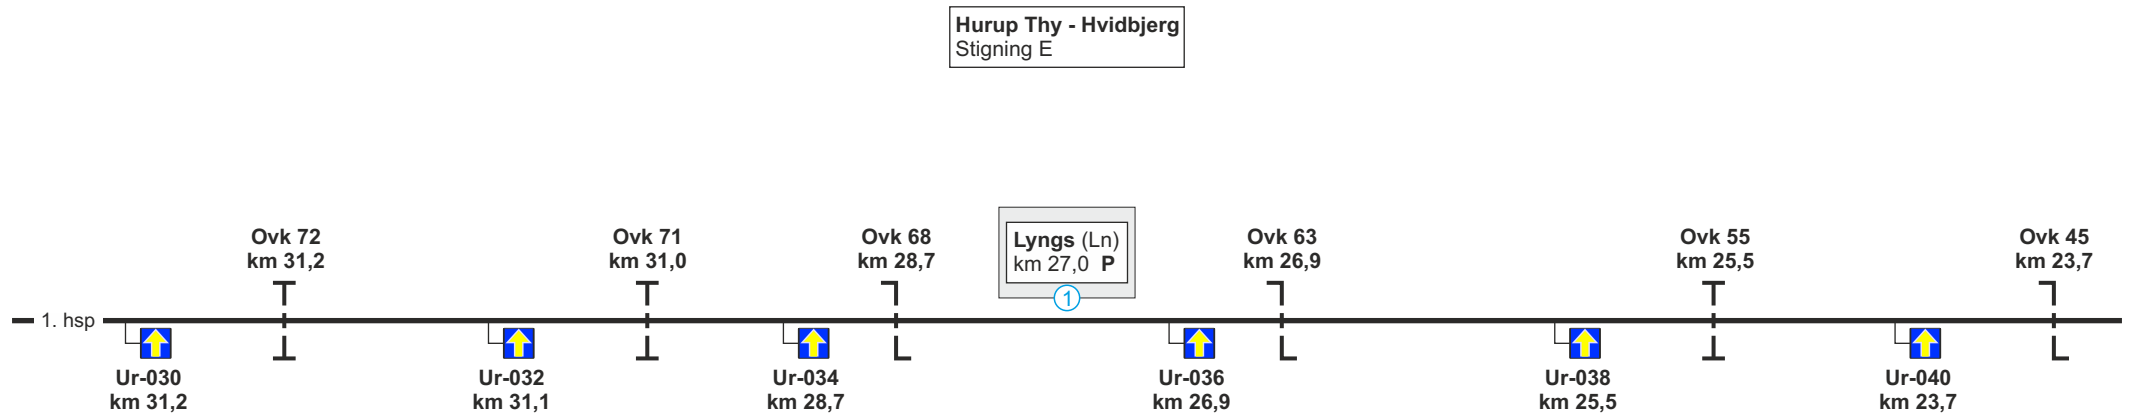 Hurup Thy - Hvidbjerg
Stigning E
Ovk 72
km 31,2
Ovk 71
km 31,0
Ovk 68
km 28,7
Lyngs (Ln)
km 27,0 P
1
Ovk 63
km 26,9
Ovk 55
km 25,5
Ovk 45
km 23,7
1. hsp
Ur-030
km 31,2
Ur-032
km 31,1
Ur-034
km 28,7
Ur-036
km 26,9
Ur-038
km 25,5
Ur-040
km 23,7